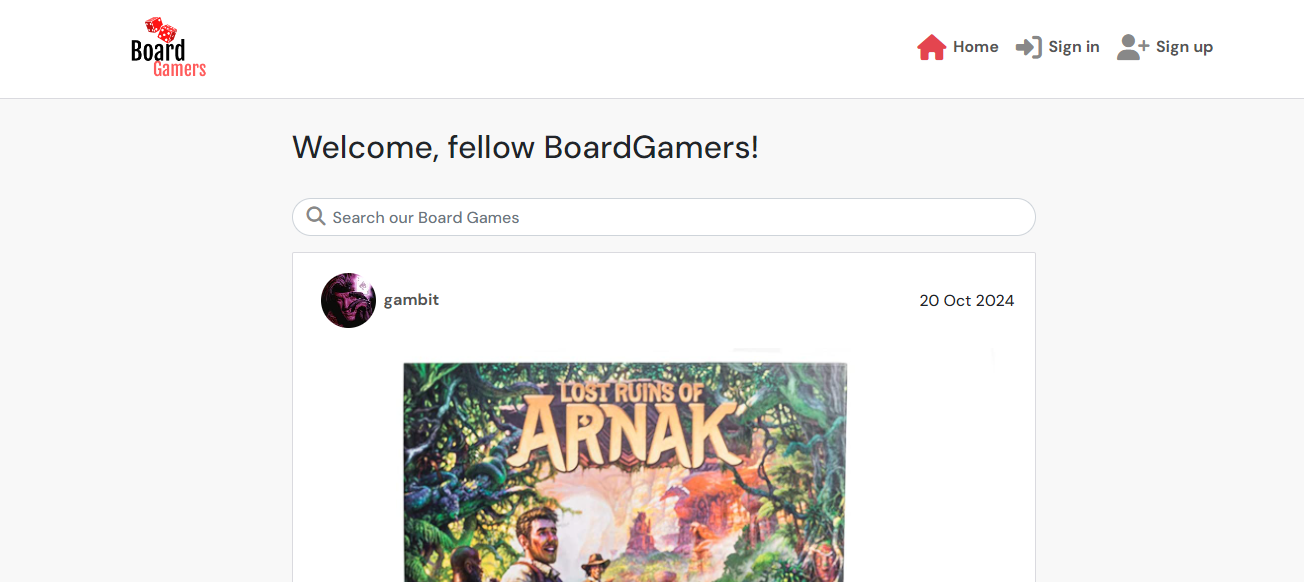 Board
Gamers
Home
Sign in
Sign up
Welcome, fellow BoardGamers!
Search our Board Games
gambit
20 Oct 2024
LOST RUINS OF
ARNAK